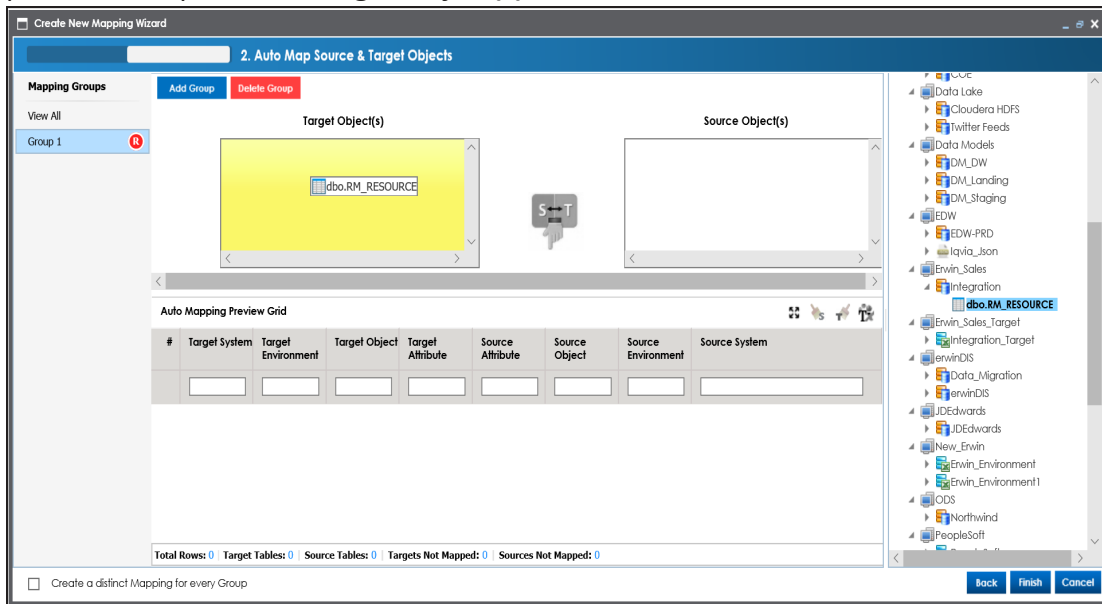 Create New Mapping Wizard
2. Auto Map Source & Target Objects
Mapping Groups
View All
Group 1
R
Add Group
Delete Group
Target Object(s)
Source Object(s)
dbo.RM_RESOURCE
S T
Auto Mapping Preview Grid
# Target System Target Environment Target Object Target Attribute Source Attribute Source Object Source Environment Source System
Total Rows: 0 Target Tables: 0 Source Tables: 0 Targets Not Mapped: 0 Sources Not Mapped: 0
COE
Data Lake
Cloudera HDFS
Twitter Feeds
Data Models
DM_DW
DM_Landing
DM_Staging
EDW
EDW-PRD
Iqvia_Json
Erwin_Sales
Integration
dbo.RM_RESOURCE
Erwin_Sales_Target
Integration_Target
erwinDIS
Data_Migration
erwinDIS
JDEdwards
JDEdwards
New_Erwin
Erwin_Environment
Erwin_Environment1
ODS
Northwind
PeopleSoft
Create a distinct Mapping for every Group
Back
Finish
Cancel